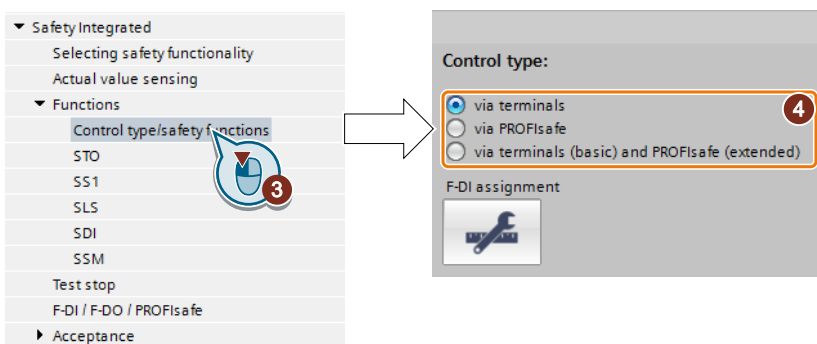 Safety Integrated
Selecting safety functionality
Actual value sensing
Functions
Control type/safety functions
STO
SS1
SLS
SDI
SSM
Test stop
F-DI / F-DO / PROFIsafe
Acceptance
3
Control type:
via terminals
via PROFIsafe
via terminals (basic) and PROFIsafe (extended)
4
F-DI assignment